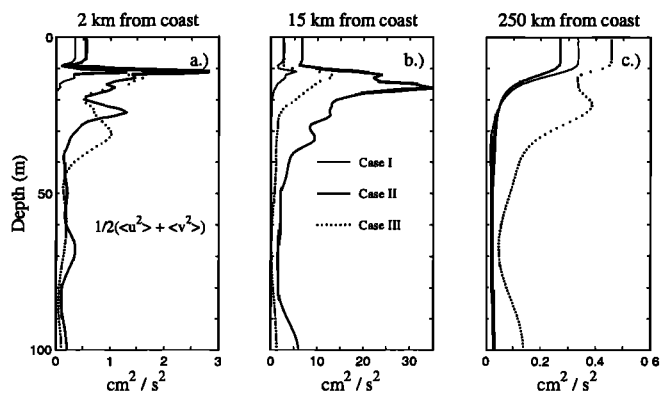 2 km from coast 15 km from coast 250 km from coast
0
50
100
Depth (m)
a.) b.) c.)
Case I
Case II
Case III
1/2(<u²> + <v²>)
0 1 2 3 0 10 20 30 0 0.2 0.4 0.6
cm² / s² cm² / s² cm² / s²